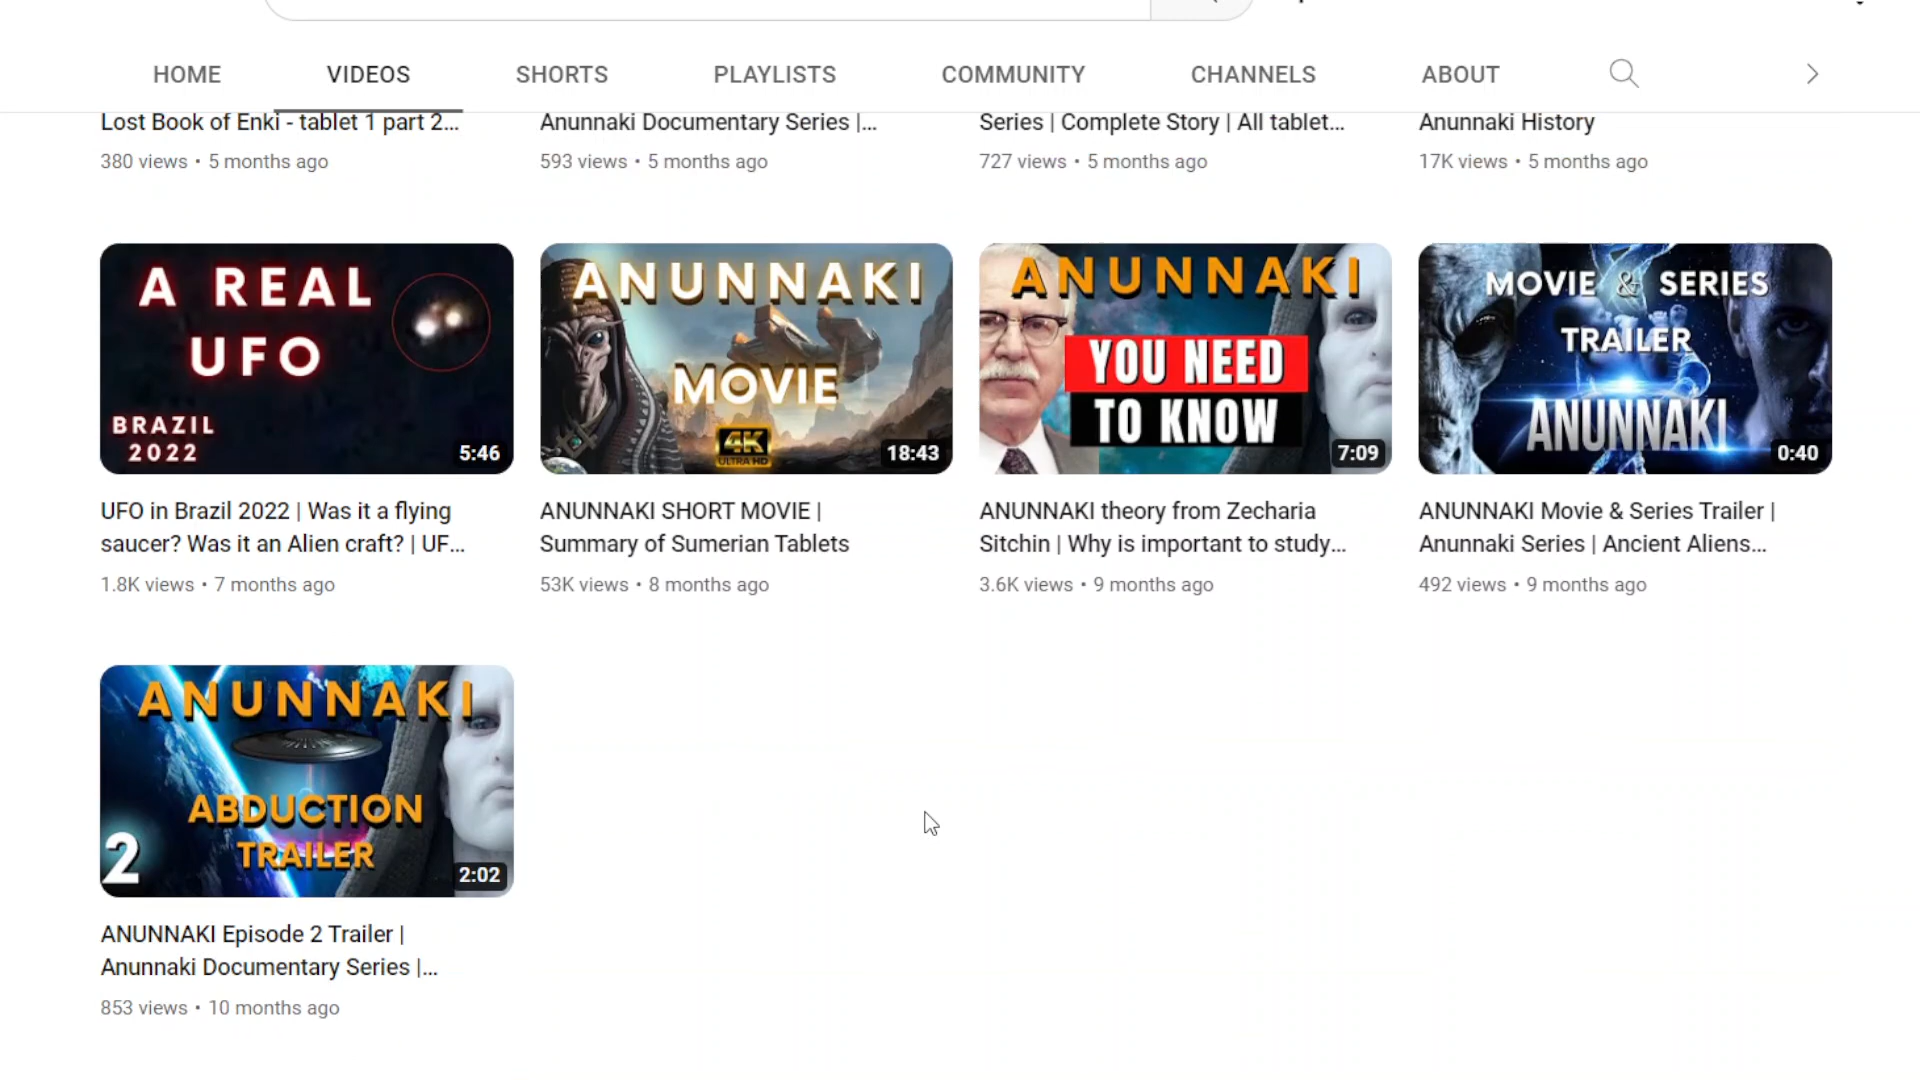 HOME VIDEOS SHORTS PLAYLISTS COMMUNITY CHANNELS ABOUT
Lost Book of Enki - tablet 1 part 2...
380 views • 5 months ago
Anunnaki Documentary Series |...
593 views • 5 months ago
Series | Complete Story | All tablet...
727 views • 5 months ago
Anunnaki History
17K views • 5 months ago
A REAL
UFO
BRAZIL
2022
5:46
UFO in Brazil 2022 | Was it a flying
saucer? Was it an Alien craft? | UF...
1.8K views • 7 months ago
ANUNNAKI
MOVIE
4K
ULTRA HD
18:43
ANUNNAKI SHORT MOVIE |
Summary of Sumerian Tablets
53K views • 8 months ago
ANUNNAKI
YOU NEED
TO KNOW
7:09
ANUNNAKI theory from Zecharia
Sitchin | Why is important to study...
3.6K views • 9 months ago
MOVIE & SERIES
TRAILER
ANUNNAKI
0:40
ANUNNAKI Movie & Series Trailer |
Anunnaki Series | Ancient Aliens...
492 views • 9 months ago
ANUNNAKI
ABDUCTION
TRAILER
2
2:02
ANUNNAKI Episode 2 Trailer |
Anunnaki Documentary Series |...
853 views • 10 months ago